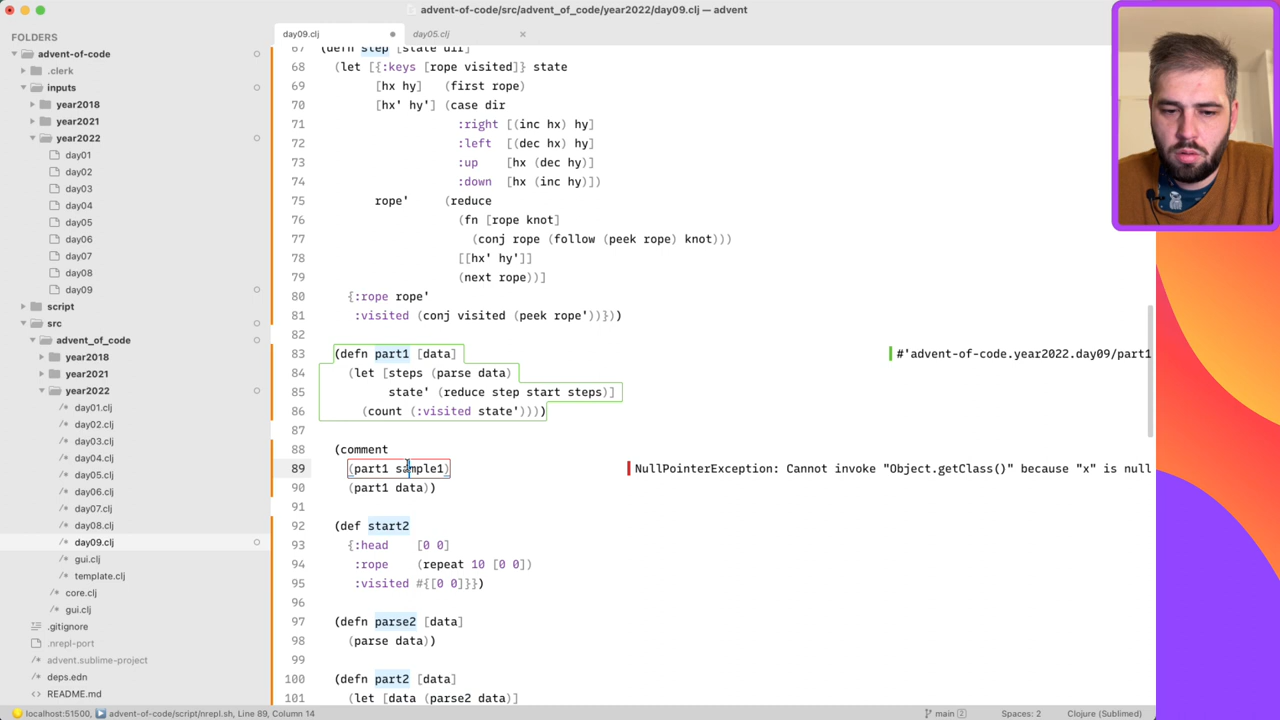 advent-of-code/src/advent_of_code/year2022/day09.clj — advent
FOLDERS
advent-of-code
.clerk
inputs
year2018
year2021
year2022
day01
day02
day03
day04
day05
day06
day07
day08
day09
script
src
advent_of_code
year2018
year2021
year2022
day01.clj
day02.clj
day03.clj
day04.clj
day05.clj
day06.clj
day07.clj
day08.clj
day09.clj
gui.clj
template.clj
core.clj
gui.clj
.gitignore
.nrepl-port
advent.sublime-project
deps.edn
README.md
day09.clj
day05.clj
67 (defn step [state dir]
68 (let [{:keys [rope visited]} state
69 [hx hy] (first rope)
70 [hx' hy'] (case dir
71 :right [(inc hx) hy]
72 :left [(dec hx) hy]
73 :up [hx (dec hy)]
74 :down [hx (inc hy)])
75 rope' (reduce
76 (fn [rope knot]
77 (conj rope (follow (peek rope) knot)))
78 [[hx' hy']]
79 (next rope))]
80 {:rope rope'
81 :visited (conj visited (peek rope'))}))
82
83 (defn part1 [data] #'advent-of-code.year2022.day09/part1
84 (let [steps (parse data)
85 state' (reduce step start steps)]
86 (count (:visited state'))))
87
88 (comment
89 (part1 sample1) NullPointerException: Cannot invoke "Object.getClass()" because "x" is null
90 (part1 data))
91
92 (def start2
93 {:head [0 0]
94 :rope (repeat 10 [0 0])
95 :visited #{[0 0]}})
96
97 (defn parse2 [data]
98 (parse data))
99
100 (defn part2 [data]
101 (let [data (parse2 data)]
localhost:51500, advent-of-code/script/nrepl.sh, Line 89, Column 14
main 2
Spaces: 2
Clojure (Sublimed)